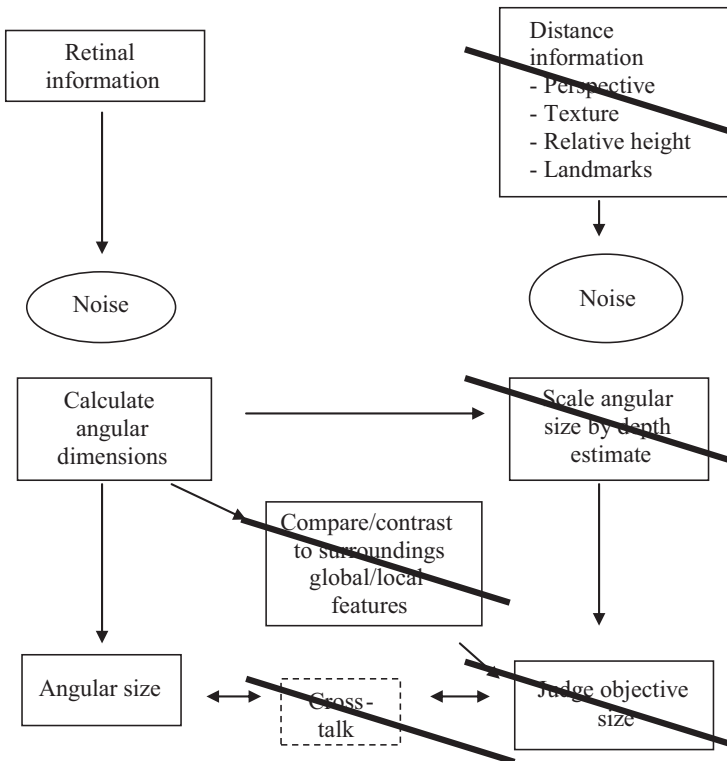 Retinal
information
Distance
information
- Perspective
- Texture
- Relative height
- Landmarks
Noise
Noise
Calculate
angular
dimensions
Scale angular
size by depth
estimate
Compare/contrast
to surroundings
global/local
features
Angular size
Cross-
talk
Judge objective
size